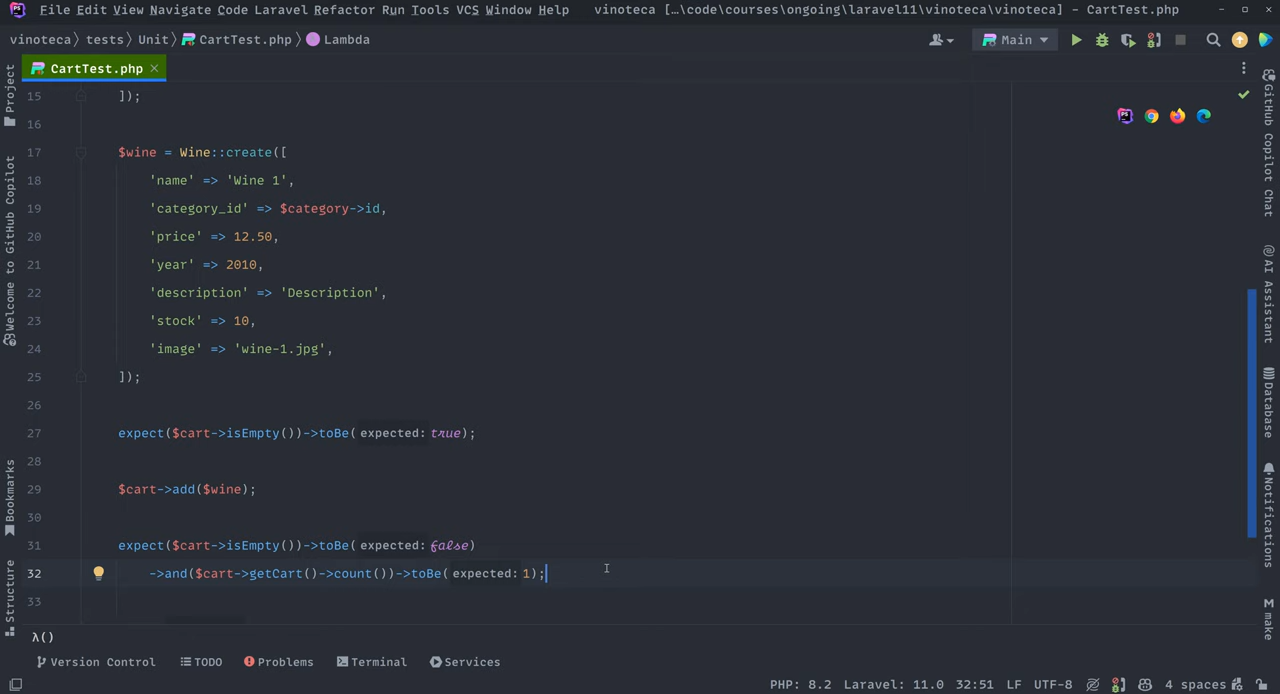 File Edit View Navigate Code Laravel Refactor Run Tools VCS Window Help vinoteca […\code\courses\ongoing\laravel11\vinoteca\vinoteca] - CartTest.php
vinoteca tests Unit CartTest.php Lambda
Main
CartTest.php
Project
Welcome to GitHub Copilot
Bookmarks
Structure
15 ]);
16
17 $wine = Wine::create([
18 'name' => 'Wine 1',
19 'category_id' => $category->id,
20 'price' => 12.50,
21 'year' => 2010,
22 'description' => 'Description',
23 'stock' => 10,
24 'image' => 'wine-1.jpg',
25 ]);
26
27 expect($cart->isEmpty())->toBe( expected: true);
28
29 $cart->add($wine);
30
31 expect($cart->isEmpty())->toBe( expected: false)
32 ->and($cart->getCart()->count())->toBe( expected: 1);
33
GitHub Copilot Chat
AI Assistant
Database
Notifications
M make
λ()
Version Control TODO Problems Terminal Services
PHP: 8.2 Laravel: 11.0 32:51 LF UTF-8 4 spaces